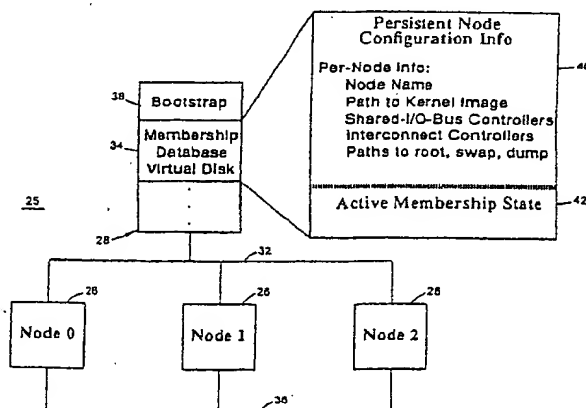 Persistent Node
Configuration Info
Per-Node Info:
Node Name
Path to Kernel Image
Shared-I/O-Bus Controllers
Interconnect Controllers
Paths to root, swap, dump
Active Membership State
42
38
Bootstrap
34
Membership
Database
Virtual Disk
25
28
32
26
26
26
Node 0
Node 1
Node 2
36